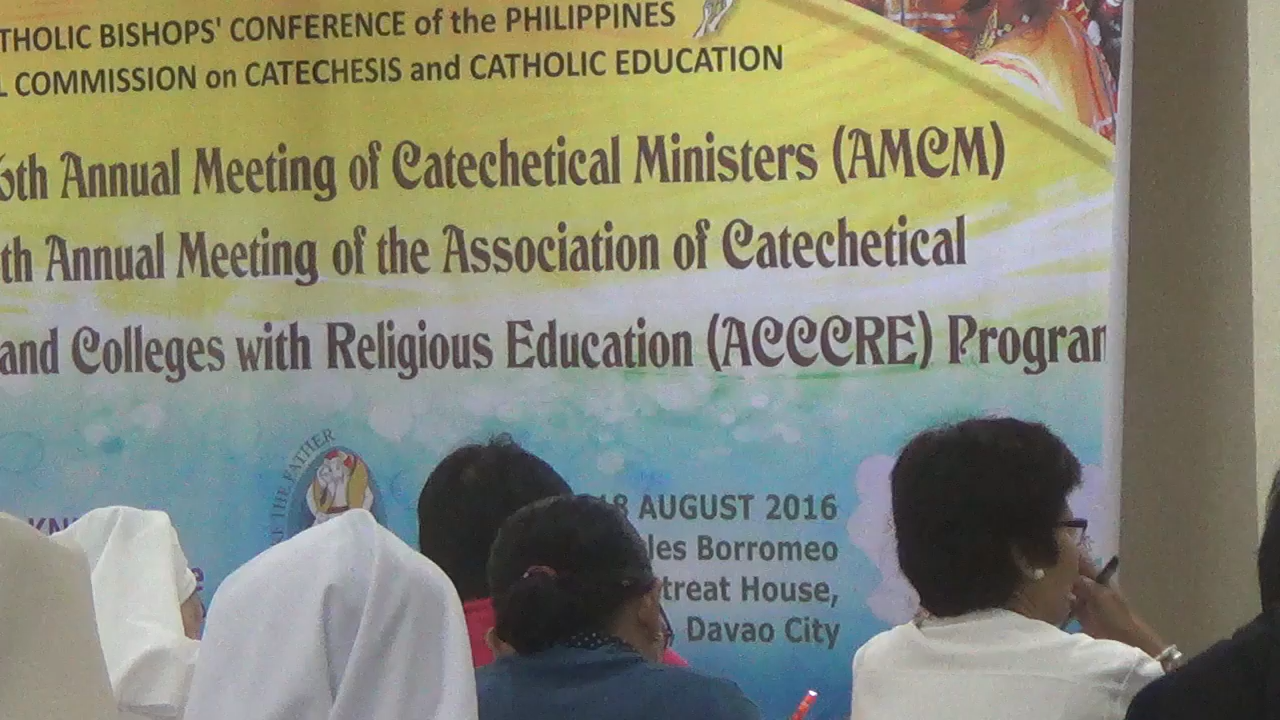 THOLIC BISHOPS' CONFERENCE of the PHILIPPINES
L COMMISSION on CATECHESIS and CATHOLIC EDUCATION
6th Annual Meeting of Catechetical Ministers (AMCM)
th Annual Meeting of the Association of Catechetical
and Colleges with Religious Education (ACCCRE) Program
THE FATHER
18 AUGUST 2016
les Borromeo
treat House,
Davao City